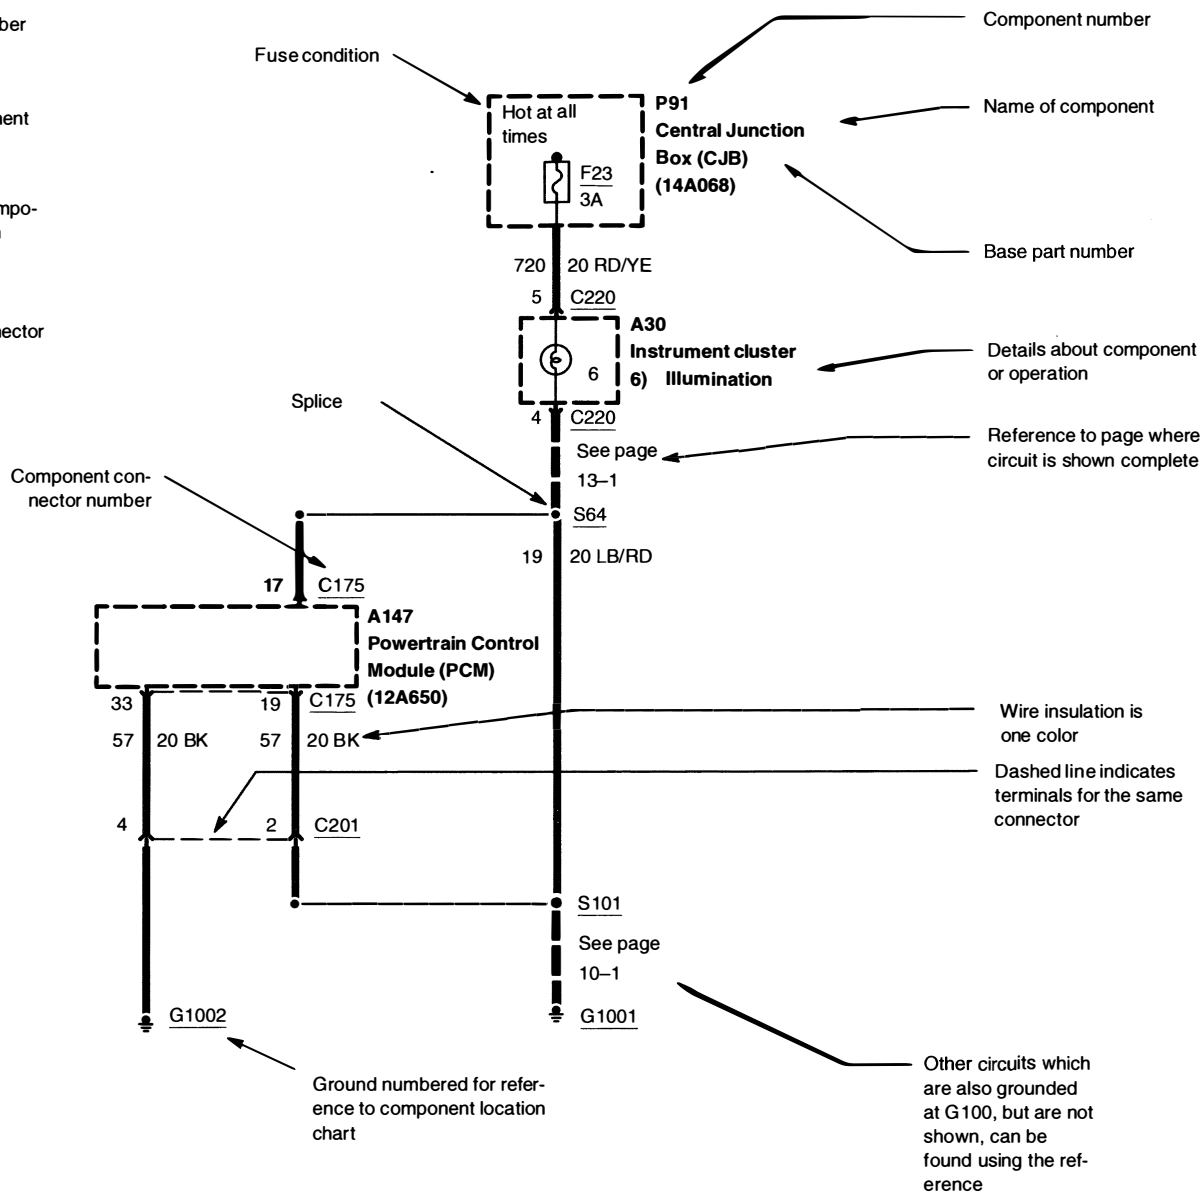 ber
Component number
Fuse condition
P91
Name of component
Hot at all
times
Central Junction
Box (CJB)
(14A068)
F23
3A
Base part number
720
20 RD/YE
5
C220
A30
Instrument cluster
6) Illumination
6
Details about component
or operation
4
C220
Splice
See page
13–1
Reference to page where
circuit is shown complete
Component con-
nector number
S64
19
20 LB/RD
17
C175
A147
Powertrain Control
Module (PCM)
(12A650)
33
19
C175
57
20 BK
57
20 BK
Wire insulation is
one color
Dashed line indicates
terminals for the same
connector
4
2
C201
S101
See page
10–1
G1002
G1001
Ground numbered for refer-
ence to component location
chart
Other circuits which
are also grounded
at G100, but are not
shown, can be
found using the ref-
erence